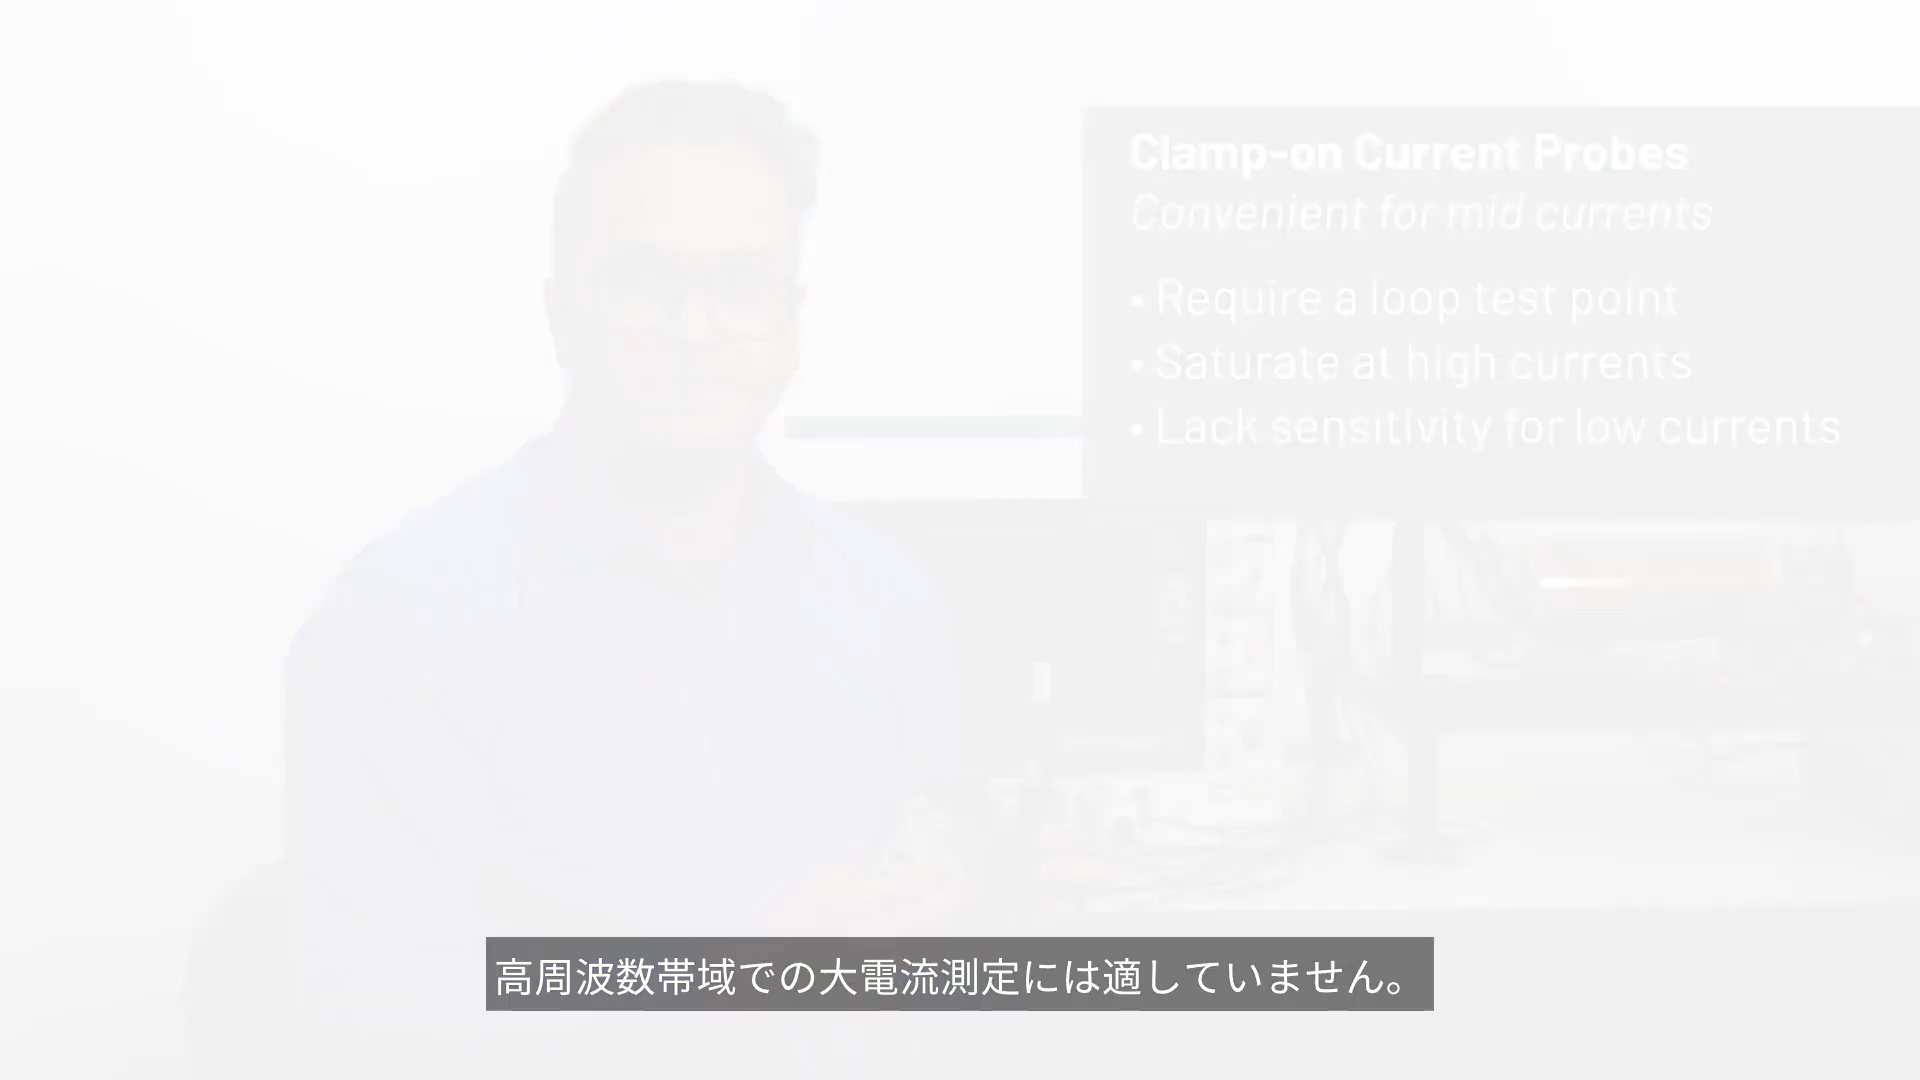 Clamp-on Current Probes
Convenient for mid currents
• Require a loop test point
• Saturate at high currents
• Lack sensitivity for low currents
高周波数帯域での大電流測定には適していません。